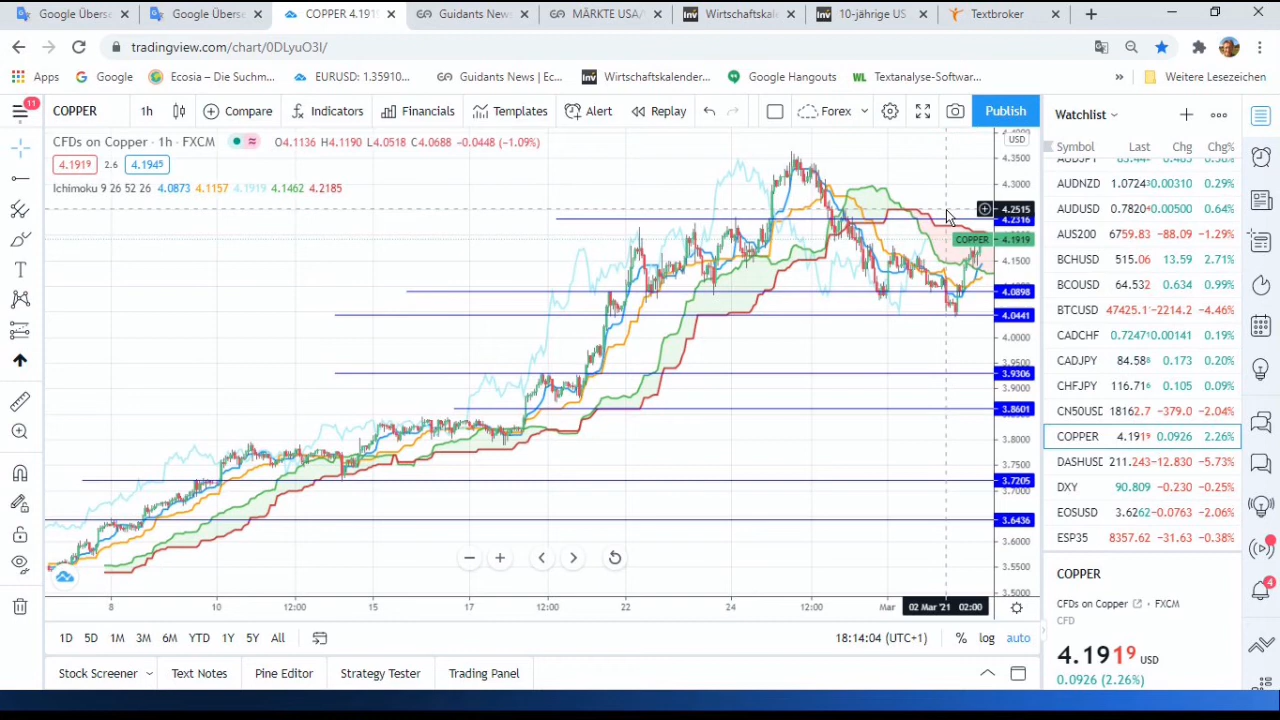 Google Übers
Google Übers
COPPER 4.191
Guidants News
MÄRKTE USA/
Wirtschaftskale
10-jährige US
Textbroker
tradingview.com/chart/0DLyuO3I/
Apps
Google
Ecosia – Die Suchm...
EURUSD: 1.35910...
Guidants News | Ec...
Wirtschaftskalender...
Google Hangouts
Textanalyse-Softwar...
»
Weitere Lesezeichen
11
COPPER
1h
Compare
Indicators
Financials
Templates
Alert
Replay
Forex
Publish
CFDs on Copper · 1h · FXCM
O4.1135 H4.1190 L4.0518 C4.0688 -0.0448 (-1.09%)
4.1919 2.6 4.1945
Ichimoku 9 26 52 26 4.0873 4.1157 4.1919 4.1462 4.2185
USD
4.3500
4.3000
4.2515
4.2316
COPPER 4.1919
4.1500
4.0898
4.0441
4.0000
3.9500
3.9306
3.9000
3.8601
3.8000
3.7500
3.7205
3.7000
3.6436
3.6000
3.5500
3.5000
8
10
12:00
15
17
12:00
22
24
12:00
Mar
02 Mar '21 02:00
1D 5D 1M 3M 6M YTD 1Y 5Y All
18:14:04 (UTC+1)
% log auto
Stock Screener
Text Notes
Pine Editor
Strategy Tester
Trading Panel
Watchlist
Symbol Last Chg Chg%
AUDNZD 1.0724³ 0.00310 0.29%
AUDUSD 0.7820⁴ 0.00500 0.64%
AUS200 6759.83 -88.09 -1.29%
BCHUSD 515.06 13.59 2.71%
BCOUSD 64.532 0.634 0.99%
BTCUSD 47425.1 -2214.2 -4.46%
CADCHF 0.7247 0.00141 0.19%
CADJPY 84.58⁶ 0.173 0.20%
CHFJPY 116.71⁶ 0.105 0.09%
CN50USD 18162.7 -379.0 -2.04%
COPPER 4.191⁹ 0.0926 2.26%
DASHUSD 211.243 -12.830 -5.73%
DXY 90.809 -0.230 -0.25%
EOSUSD 3.6262 -0.0763 -2.06%
ESP35 8357.62 -31.63 -0.38%
COPPER
CFDs on Copper · FXCM
CFD
4.1919 USD
0.0926 (2.26%)
4